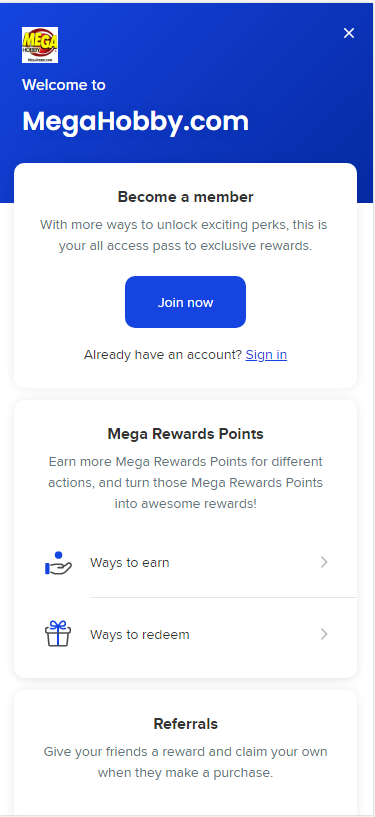 MEGA
HOBBY
Welcome to
MegaHobby.com
Become a member
With more ways to unlock exciting perks, this is
your all access pass to exclusive rewards.
Join now
Already have an account? Sign in
Mega Rewards Points
Earn more Mega Rewards Points for different
actions, and turn those Mega Rewards Points
into awesome rewards!
Ways to earn
Ways to redeem
Referrals
Give your friends a reward and claim your own
when they make a purchase.